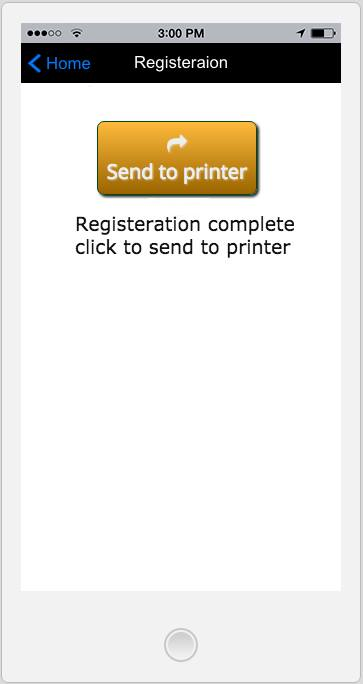 3:00 PM
Home
Registeraion
Send to printer
Registeration complete
click to send to printer